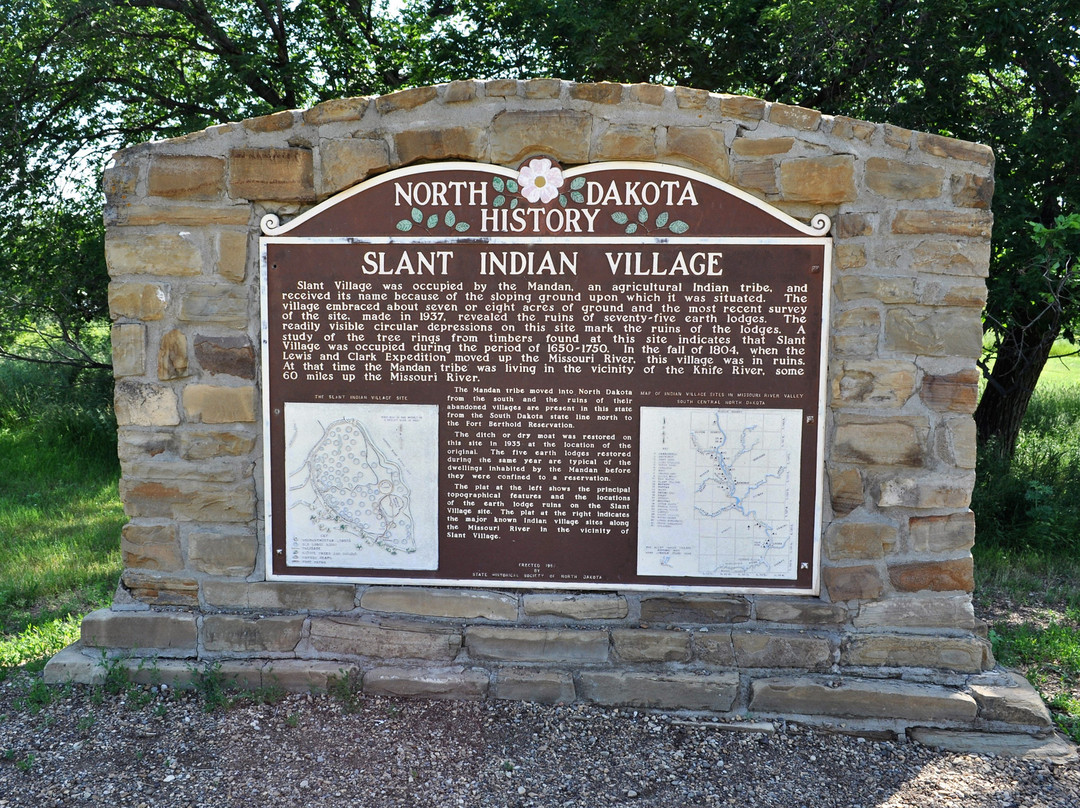 NORTH DAKOTA
HISTORY
SLANT INDIAN VILLAGE
Slant Village was occupied by the Mandan, an agricultural Indian tribe, and
received its name because of the sloping ground upon which it was situated. The
village embraced about seven or eight acres of ground and the most recent survey
of the site, made in 1937, revealed the ruins of seventy-five earth lodges. The
readily visible circular depressions on this site mark the ruins of the lodges. A
study of the tree rings from timbers found at this site indicates that Slant
Village was occupied during the period of 1650-1750. In the fall of 1804, when the
Lewis and Clark Expedition moved up the Missouri River, this village was in ruins.
At that time the Mandan tribe was living in the vicinity of the Knife River, some
60 miles up the Missouri River.
THE SLANT INDIAN VILLAGE SITE
The Mandan tribe moved into North Dakota
from the south and the ruins of their
abandoned villages are present in this state
from the South Dakota state line north to
the Fort Berthold Reservation.
The ditch or dry moat was restored on
this site in 1935 at the location of the
original. The five earth lodges restored
during the same year are typical of the
dwellings inhabited by the Mandan before
they were confined to a reservation.
The plat at the left shows the principal
topographical features and the locations
of the earth lodge ruins on the Slant
Village site. The plat at the right indicates
the major known Indian village sites along
the Missouri River in the vicinity of
Slant Village.
MAP OF INDIAN VILLAGE SITES IN MISSOURI RIVER VALLEY
SOUTH CENTRAL NORTH DAKOTA
ERECTED
BY
STATE HISTORICAL SOCIETY OF NORTH DAKOTA